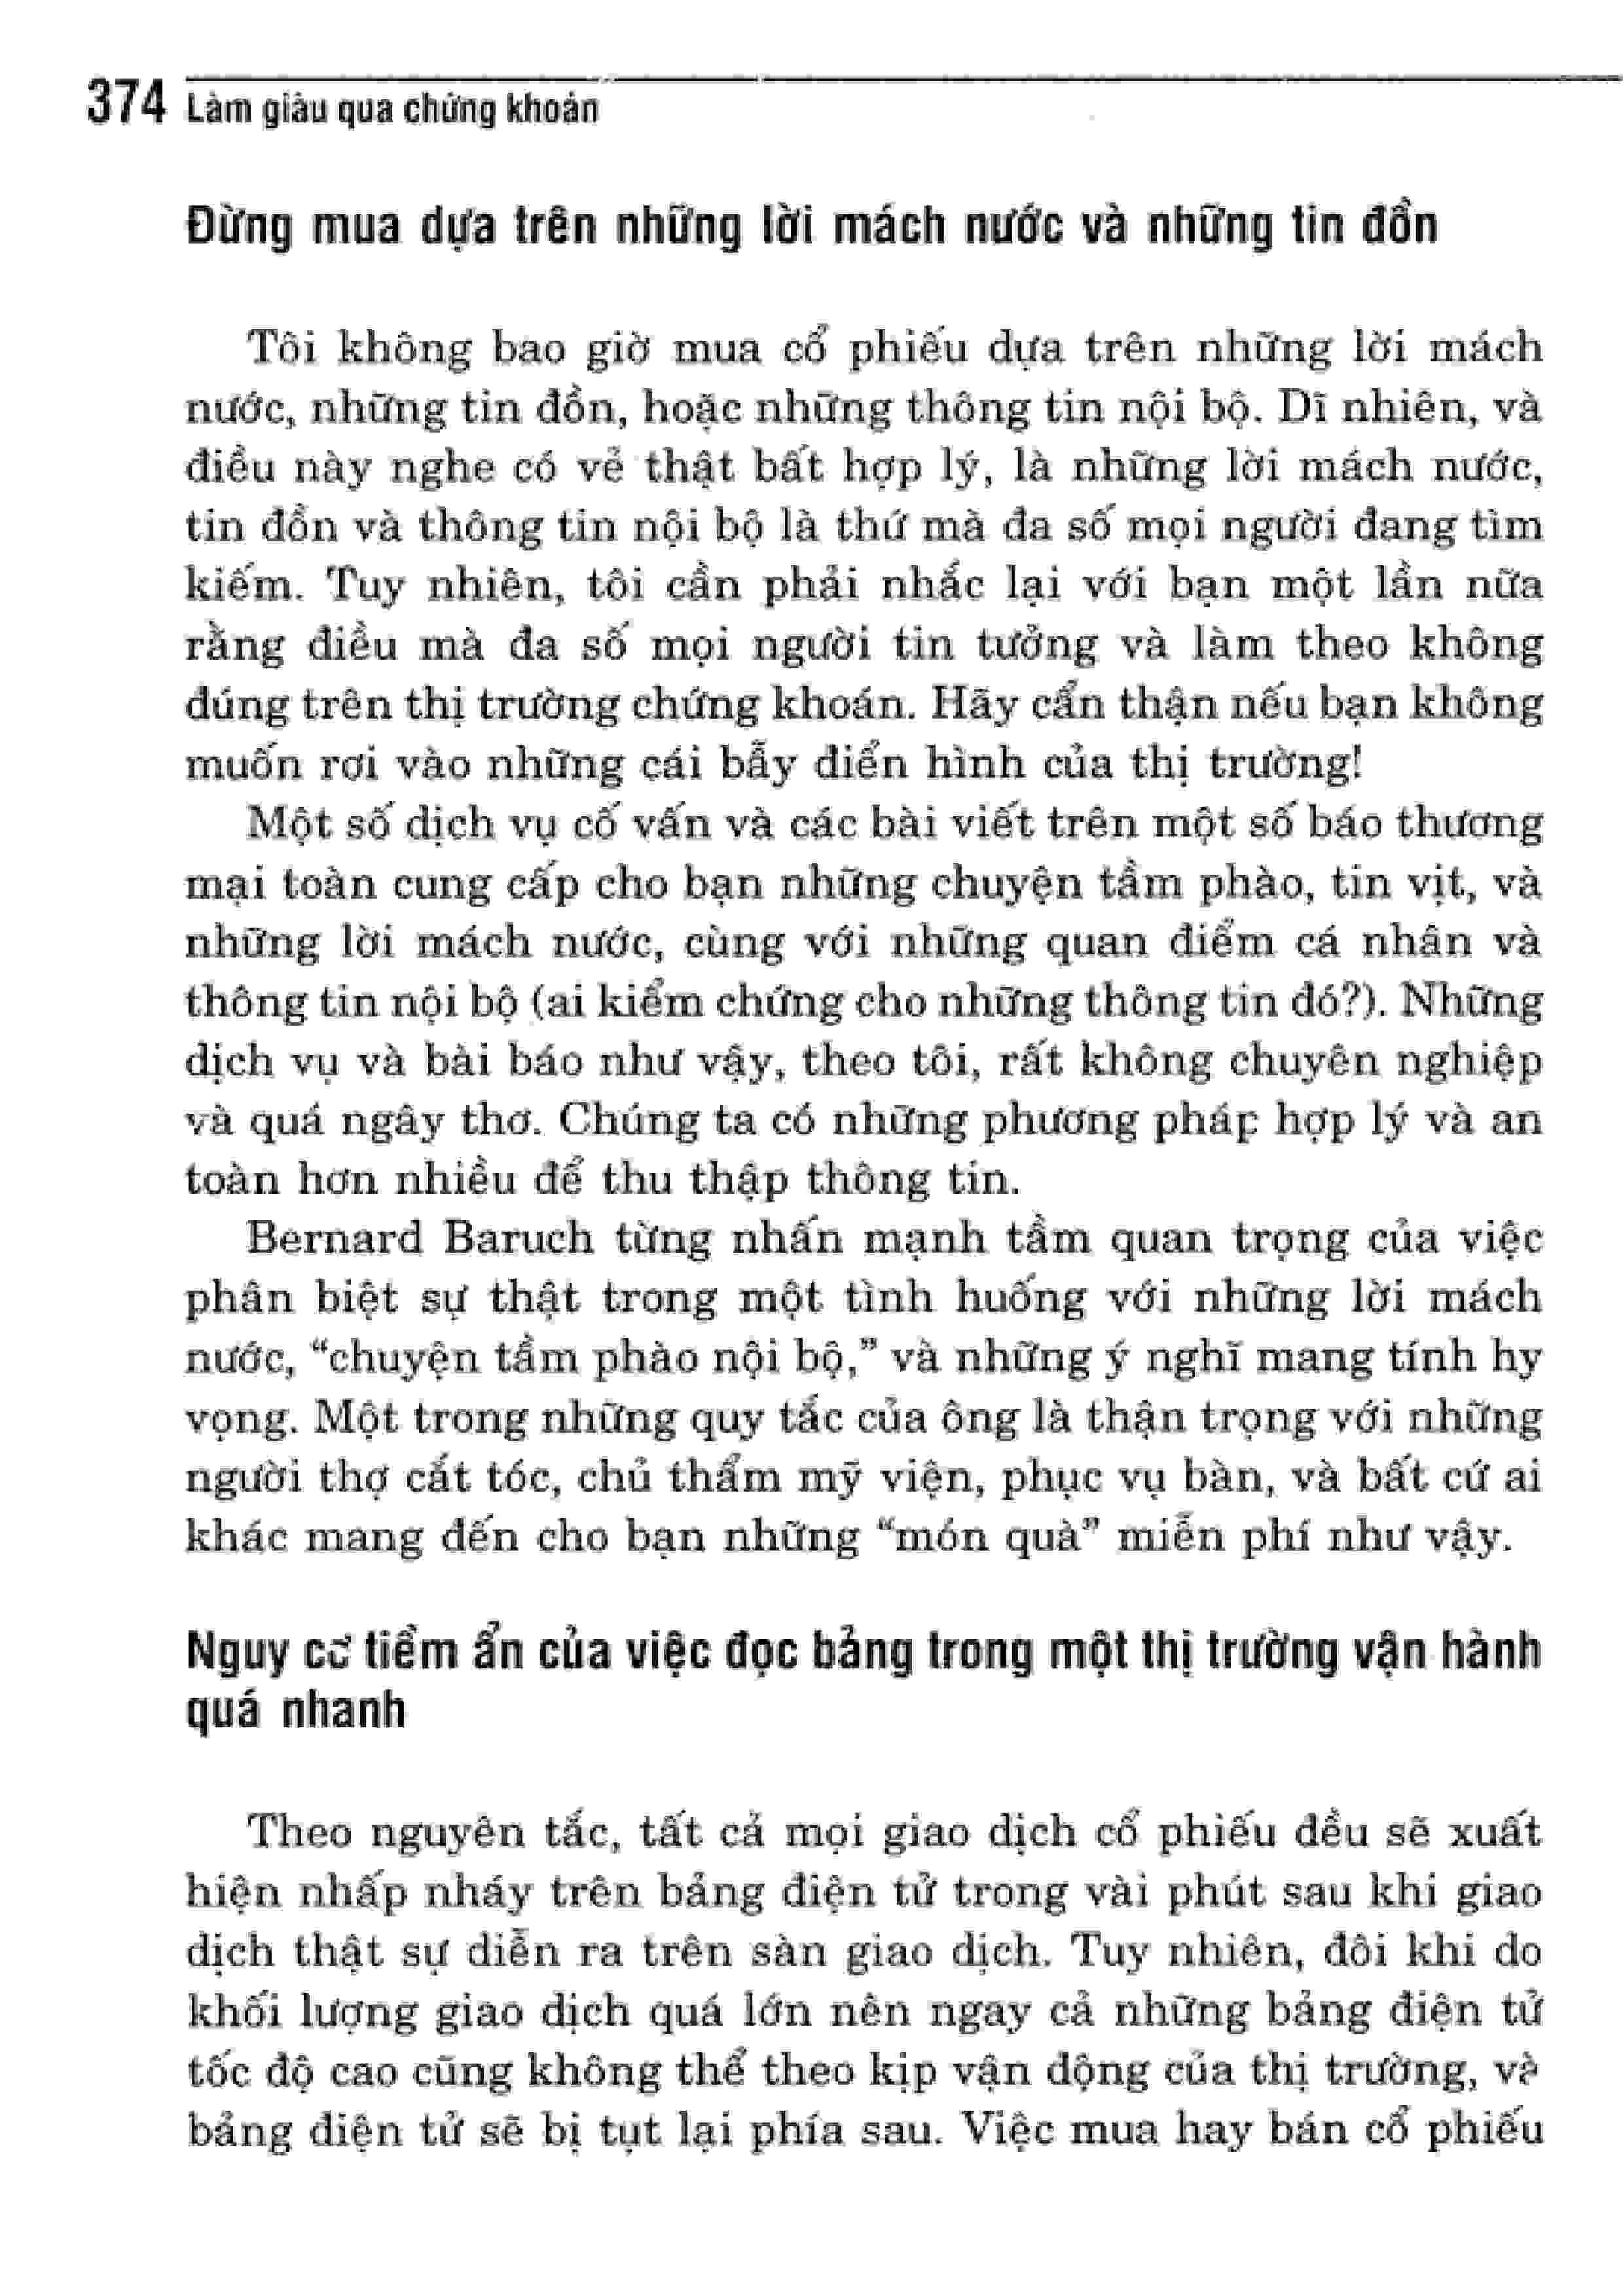 374 Làm giàu qua chứng khoán
Đừng mua dựa trên những lời mách nước và những tin đồn
Tôi không bao giờ mua cổ phiếu dựa trên những lời mách
nước, những tin đồn, hoặc những thông tin nội bộ. Dĩ nhiên, và
điều này nghe có vẻ thật bất hợp lý, là những lời mách nước,
tin đồn và thông tin nội bộ là thứ mà đa số mọi người đang tìm
kiếm. Tuy nhiên, tôi cần phải nhắc lại với bạn một lần nữa
rằng điều mà đa số mọi người tin tưởng và làm theo không
đúng trên thị trường chứng khoán. Hãy cẩn thận nếu bạn không
muốn rơi vào những cái bẫy điển hình của thị trường!
Một số dịch vụ cố vấn và các bài viết trên một số báo thương
mại toàn cung cấp cho bạn những chuyện tầm phào, tin vịt, và
những lời mách nước, cùng với những quan điểm cá nhân và
thông tin nội bộ (ai kiểm chứng cho những thông tin đó?). Những
dịch vụ và bài báo như vậy, theo tôi, rất không chuyên nghiệp
và quá ngây thơ. Chúng ta có những phương pháp hợp lý và an
toàn hơn nhiều để thu thập thông tin.
Bernard Baruch từng nhấn mạnh tầm quan trọng của việc
phân biệt sự thật trong một tình huống với những lời mách
nước, “chuyện tầm phào nội bộ,” và những ý nghĩ mang tính hy
vọng. Một trong những quy tắc của ông là thận trọng với những
người thợ cắt tóc, chủ thẩm mỹ viện, phục vụ bàn, và bất cứ ai
khác mang đến cho bạn những “món quà” miễn phí như vậy.
Nguy cơ tiềm ẩn của việc đọc bảng trong một thị trường vận hành
quá nhanh
Theo nguyên tắc, tất cả mọi giao dịch cổ phiếu đều sẽ xuất
hiện nhấp nháy trên bảng điện tử trong vài phút sau khi giao
dịch thật sự diễn ra trên sàn giao dịch. Tuy nhiên, đôi khi do
khối lượng giao dịch quá lớn nên ngay cả những bảng điện tử
tốc độ cao cũng không thể theo kịp vận động của thị trường, và
bảng điện tử sẽ bị tụt lại phía sau. Việc mua hay bán cổ phiếu